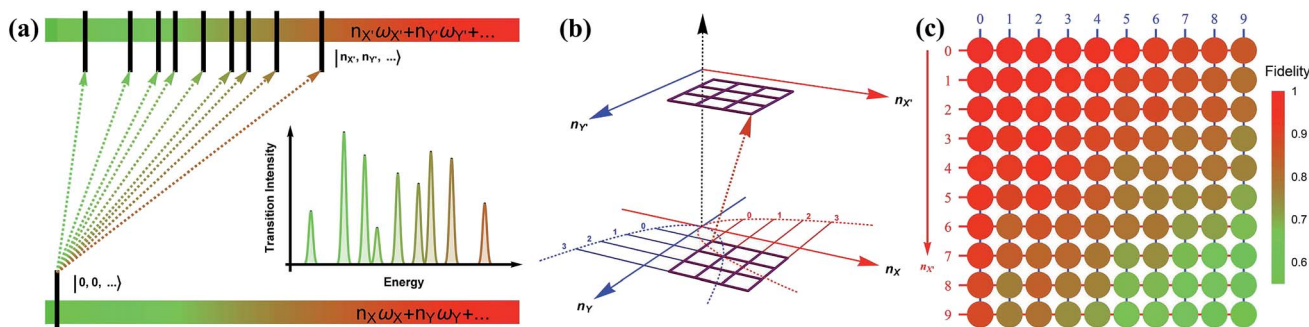 (a)
n_X'ω_X'+n_Y'ω_Y'+...
|n_X', n_Y', ...⟩
Transition Intensity
Energy
|0, 0, ...⟩
n_Xω_X+n_Yω_Y+...
(b)
n_X'
n_Y'
3 2 1 0
0 1 2 3
n_X
n_Y
(c)
0 1 2 3 4 5 6 7 8 9
0
1
2
3
4
5
6
7
8
9
n_X'
Fidelity
1
0.9
0.8
0.7
0.6